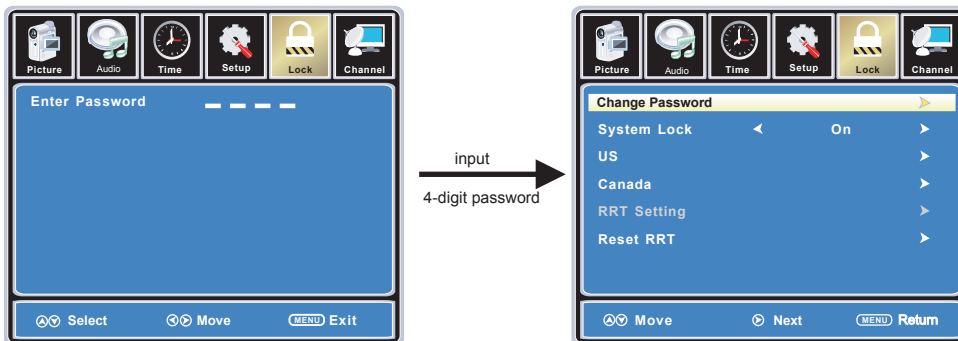 Picture Audio Time Setup Lock Channel
Enter Password _ _ _ _
Select Move MENU Exit
input
4-digit password
Picture Audio Time Setup Lock Channel
Change Password
System Lock On
US
Canada
RRT Setting
Reset RRT
Move Next MENU Return